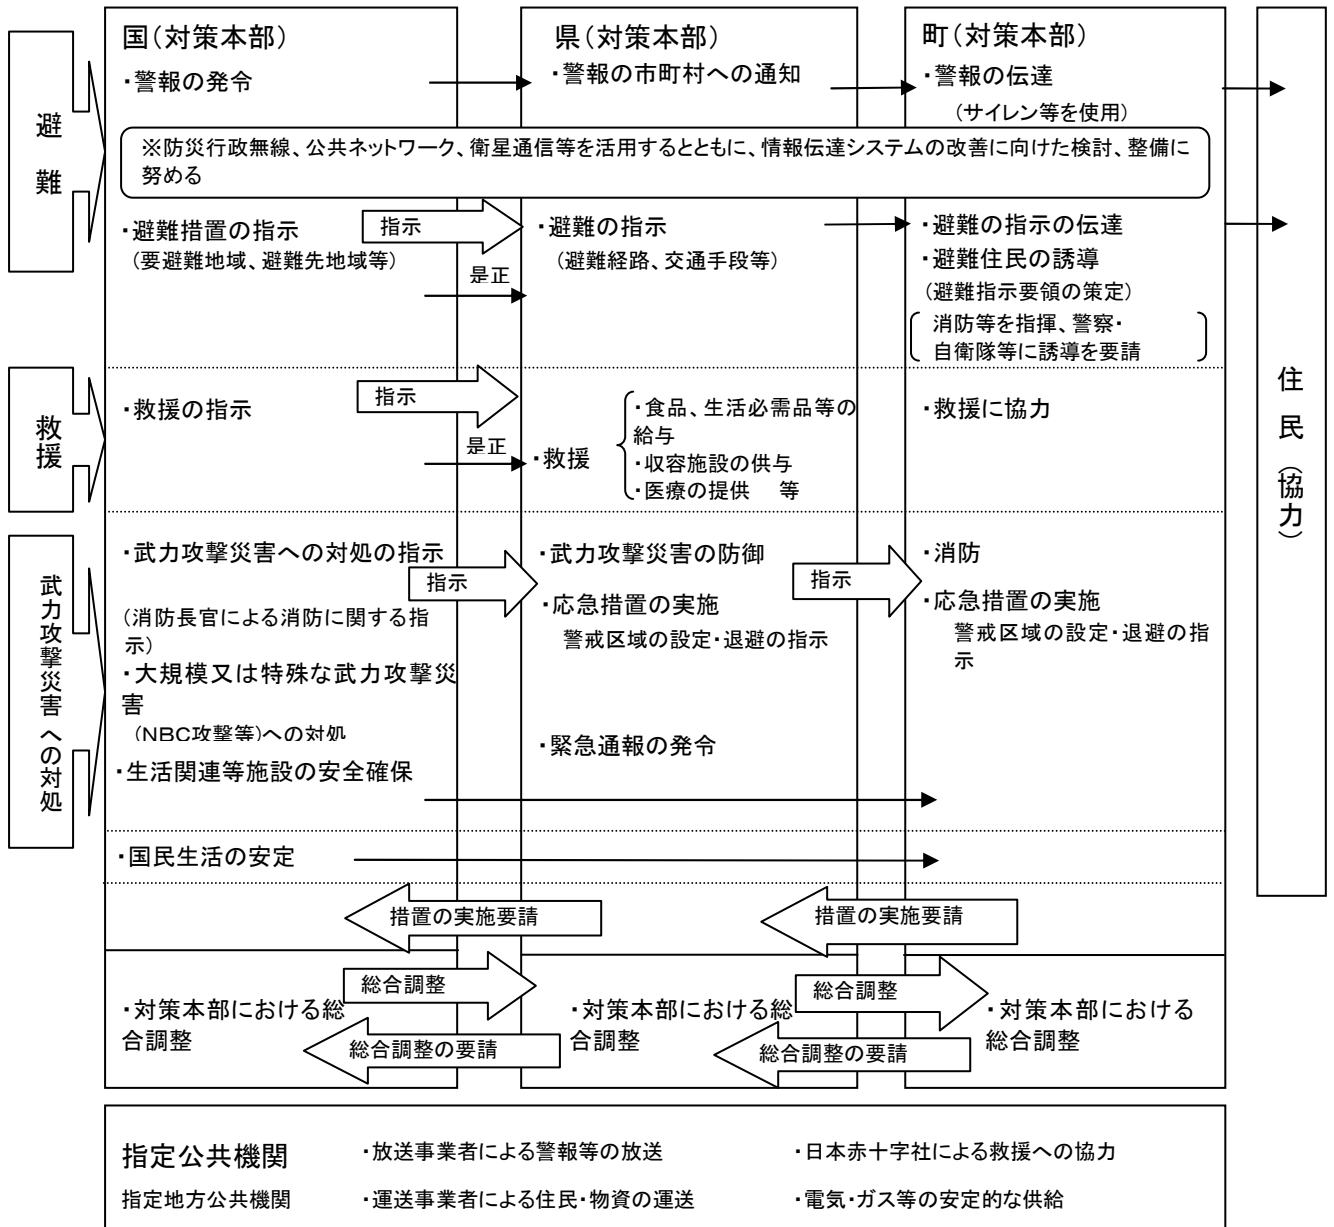 国(対策本部)
県(対策本部)
町(対策本部)
避難
・警報の発令
・警報の市町村への通知
・警報の伝達
(サイレン等を使用)
※防災行政無線、公共ネットワーク、衛星通信等を活用するとともに、情報伝達システムの改善に向けた検討、整備に
努める
・避難措置の指示
(要避難地域、避難先地域等)
指示
是正
・避難の指示
(避難経路、交通手段等)
・避難の指示の伝達
・避難住民の誘導
(避難指示要領の策定)
消防等を指揮、警察・
自衛隊等に誘導を要請
住民(協力)
救援
・救援の指示
指示
是正
・救援
・食品、生活必需品等の
給与
・収容施設の供与
・医療の提供 等
・救援に協力
武力攻撃災害への対処
・武力攻撃災害への対処の指示
(消防長官による消防に関する指
示)
・大規模又は特殊な武力攻撃災
害
(NBC攻撃等)への対処
・生活関連等施設の安全確保
指示
・武力攻撃災害の防御
・応急措置の実施
警戒区域の設定・退避の指示
・緊急通報の発令
指示
・消防
・応急措置の実施
警戒区域の設定・退避の指
示
・国民生活の安定
措置の実施要請
措置の実施要請
・対策本部における総
合調整
総合調整
総合調整の要請
・対策本部における総
合調整
総合調整
総合調整の要請
・対策本部における
総合調整
指定公共機関
・放送事業者による警報等の放送
・日本赤十字社による救援への協力
指定地方公共機関
・運送事業者による住民・物資の運送
・電気・ガス等の安定的な供給